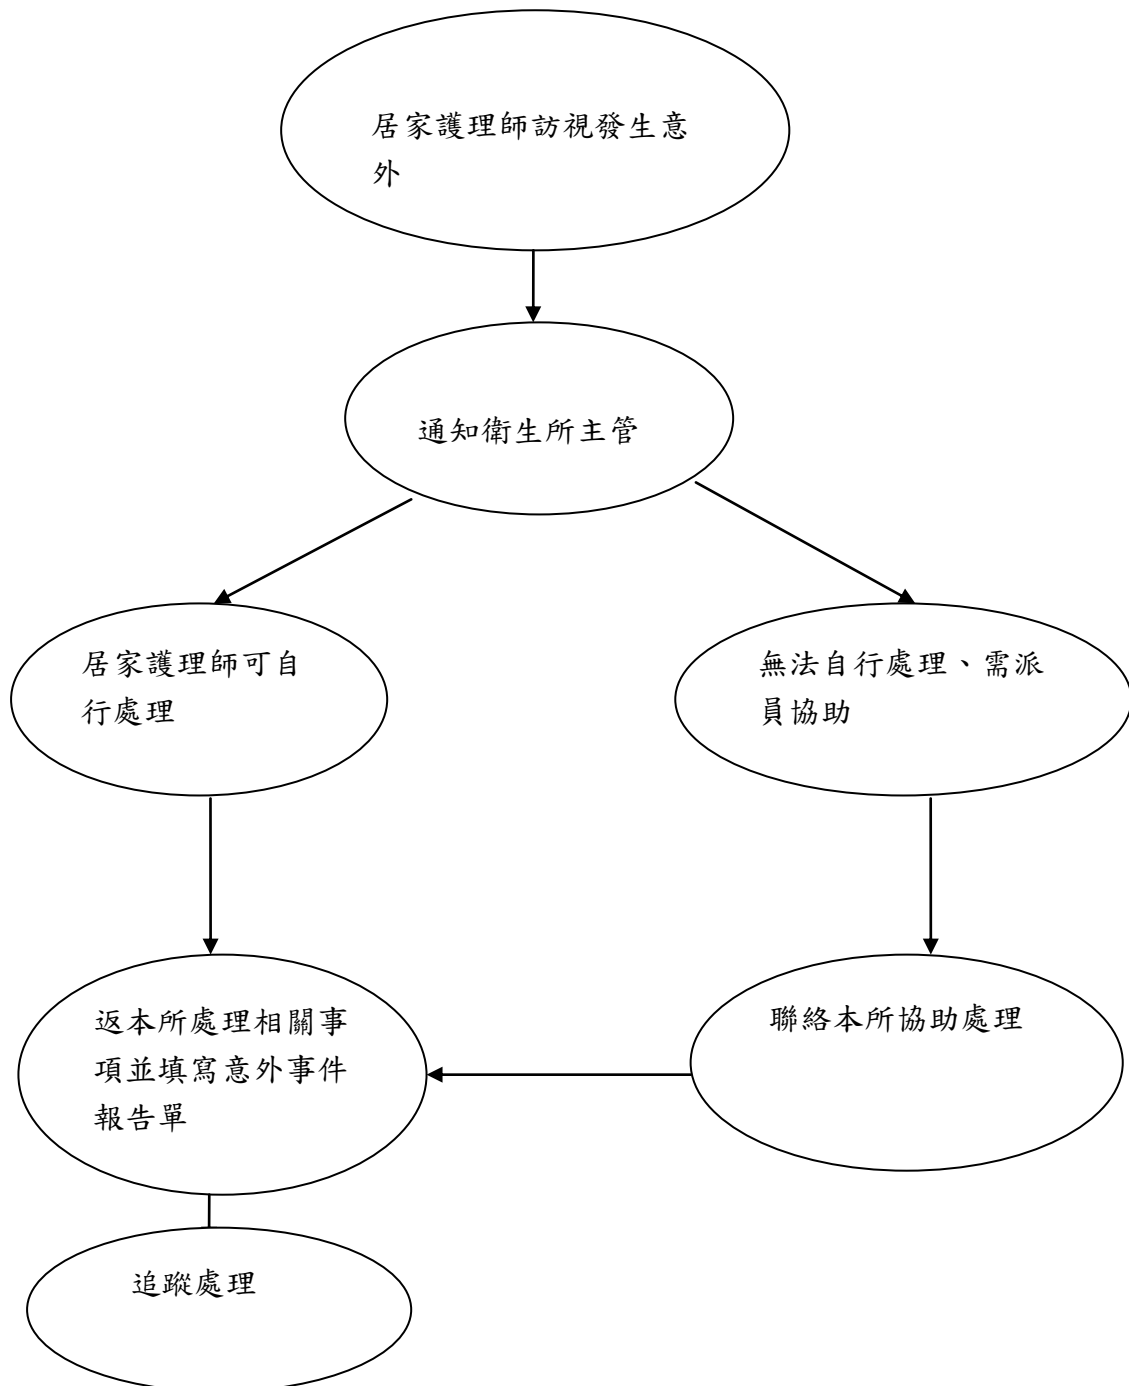 居家護理師訪視發生意
外
通知衛生所主管
居家護理師可自
行處理
無法自行處理、需派
員協助
返本所處理相關事
項並填寫意外事件
報告單
聯絡本所協助處理
追蹤處理